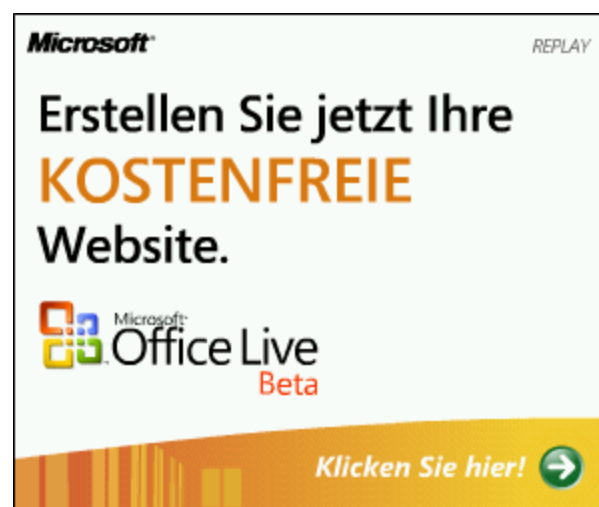 Microsoft
REPLAY
Erstellen Sie jetzt Ihre
KOSTENFREIE
Website.
Microsoft
Office Live
Beta
Klicken Sie hier!